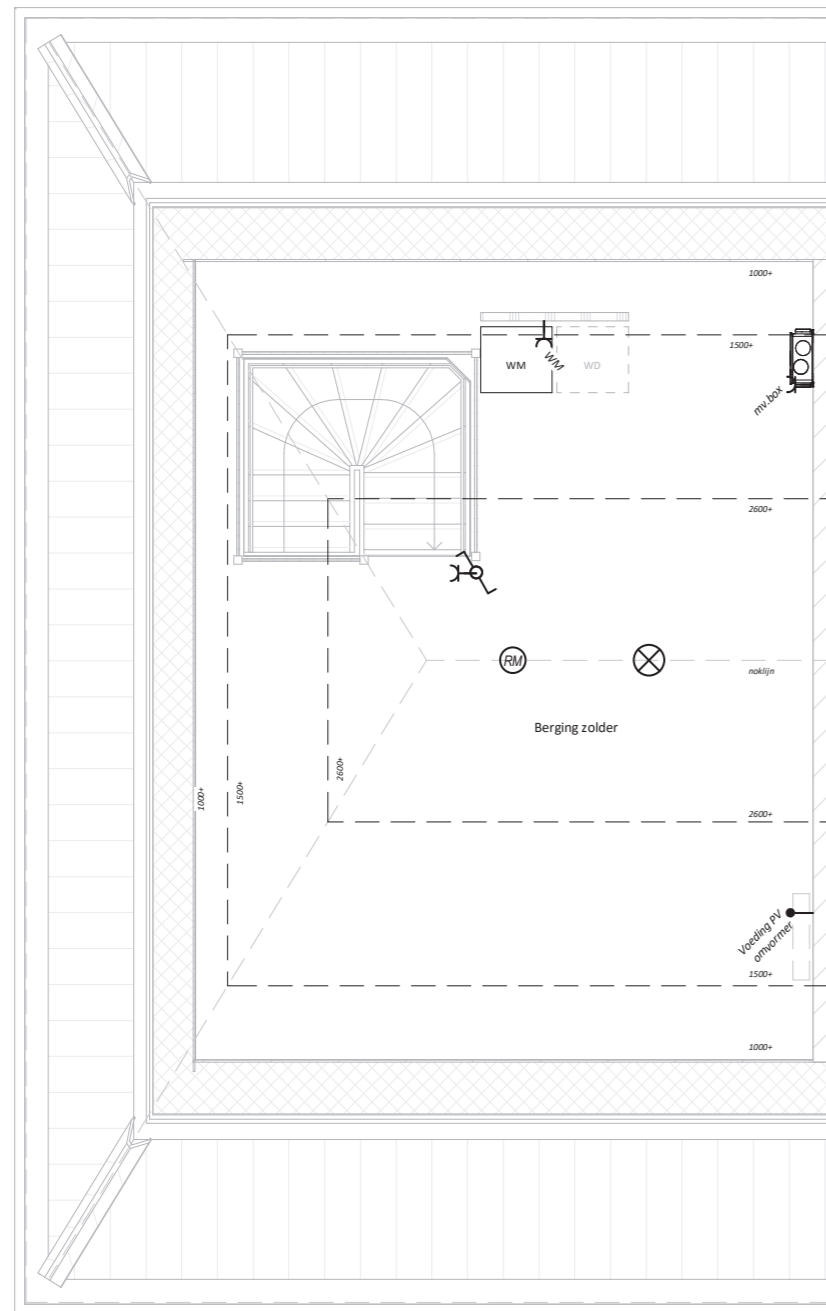 1000+
1500+
WM
WM
WD
mv.box
2600+
RM
noklijn
Berging zolder
2600+
1000+
1500+
2600+
Voeding PV
omvormer
1500+
1000+